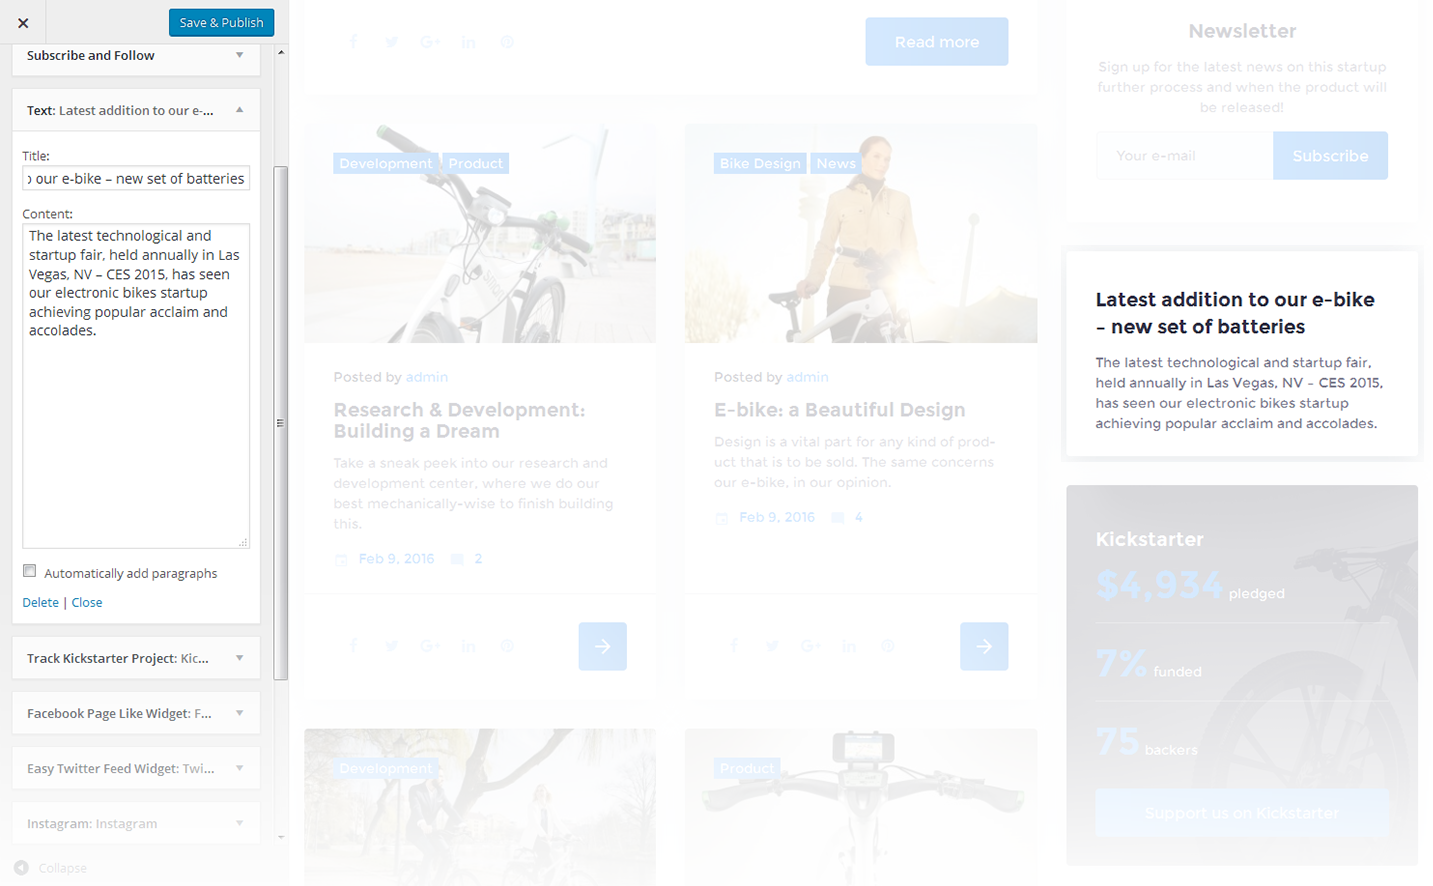 Save & Publish
Subscribe and Follow
Text: Latest addition to our e-...
Title:
our e-bike – new set of batteries
Content:
The latest technological and
startup fair, held annually in Las
Vegas, NV – CES 2015, has seen
our electronic bikes startup
achieving popular acclaim and
accolades.
Automatically add paragraphs
Delete | Close
Track Kickstarter Project: Kic...
Facebook Page Like Widget: F...
Easy Twitter Feed Widget: Twi...
Instagram: Instagram
Collapse
Read more
Development Product
Posted by admin
Research & Development:
Building a Dream
Take a sneak peek into our research and
development center, where we do our
best mechanically-wise to finish building
this.
Feb 9, 2016 2
Development
Bike Design News
Posted by admin
E-bike: a Beautiful Design
Design is a vital part for any kind of prod-
uct that is to be sold. The same concerns
our e-bike, in our opinion.
Feb 9, 2016 4
Product
Newsletter
Sign up for the latest news on this startup
further process and when the product will
be released!
Your e-mail Subscribe
Latest addition to our e-bike
– new set of batteries
The latest technological and startup fair,
held annually in Las Vegas, NV – CES 2015,
has seen our electronic bikes startup
achieving popular acclaim and accolades.
Kickstarter
$4,934 pledged
7% funded
75 backers
Support us on Kickstarter